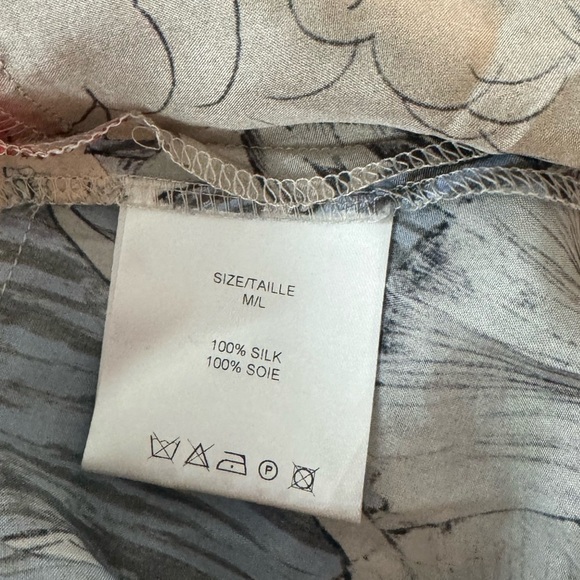 SIZE/TAILLE
M/L
100% SILK
100% SOIE
P